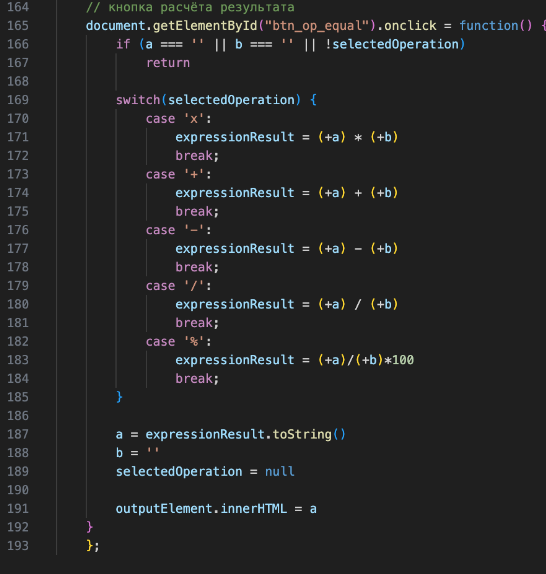 164 // кнопка расчёта результата
165 document.getElementById("btn_op_equal").onclick = function() {
166 if (a === '' || b === '' || !selectedOperation)
167 return
168
169 switch(selectedOperation) {
170 case 'x':
171 expressionResult = (+a) * (+b)
172 break;
173 case '+':
174 expressionResult = (+a) + (+b)
175 break;
176 case '-':
177 expressionResult = (+a) - (+b)
178 break;
179 case '/':
180 expressionResult = (+a) / (+b)
181 break;
182 case '%':
183 expressionResult = (+a)/(+b)*100
184 break;
185 }
186
187 a = expressionResult.toString()
188 b = ''
189 selectedOperation = null
190
191 outputElement.innerHTML = a
192 }
193 };